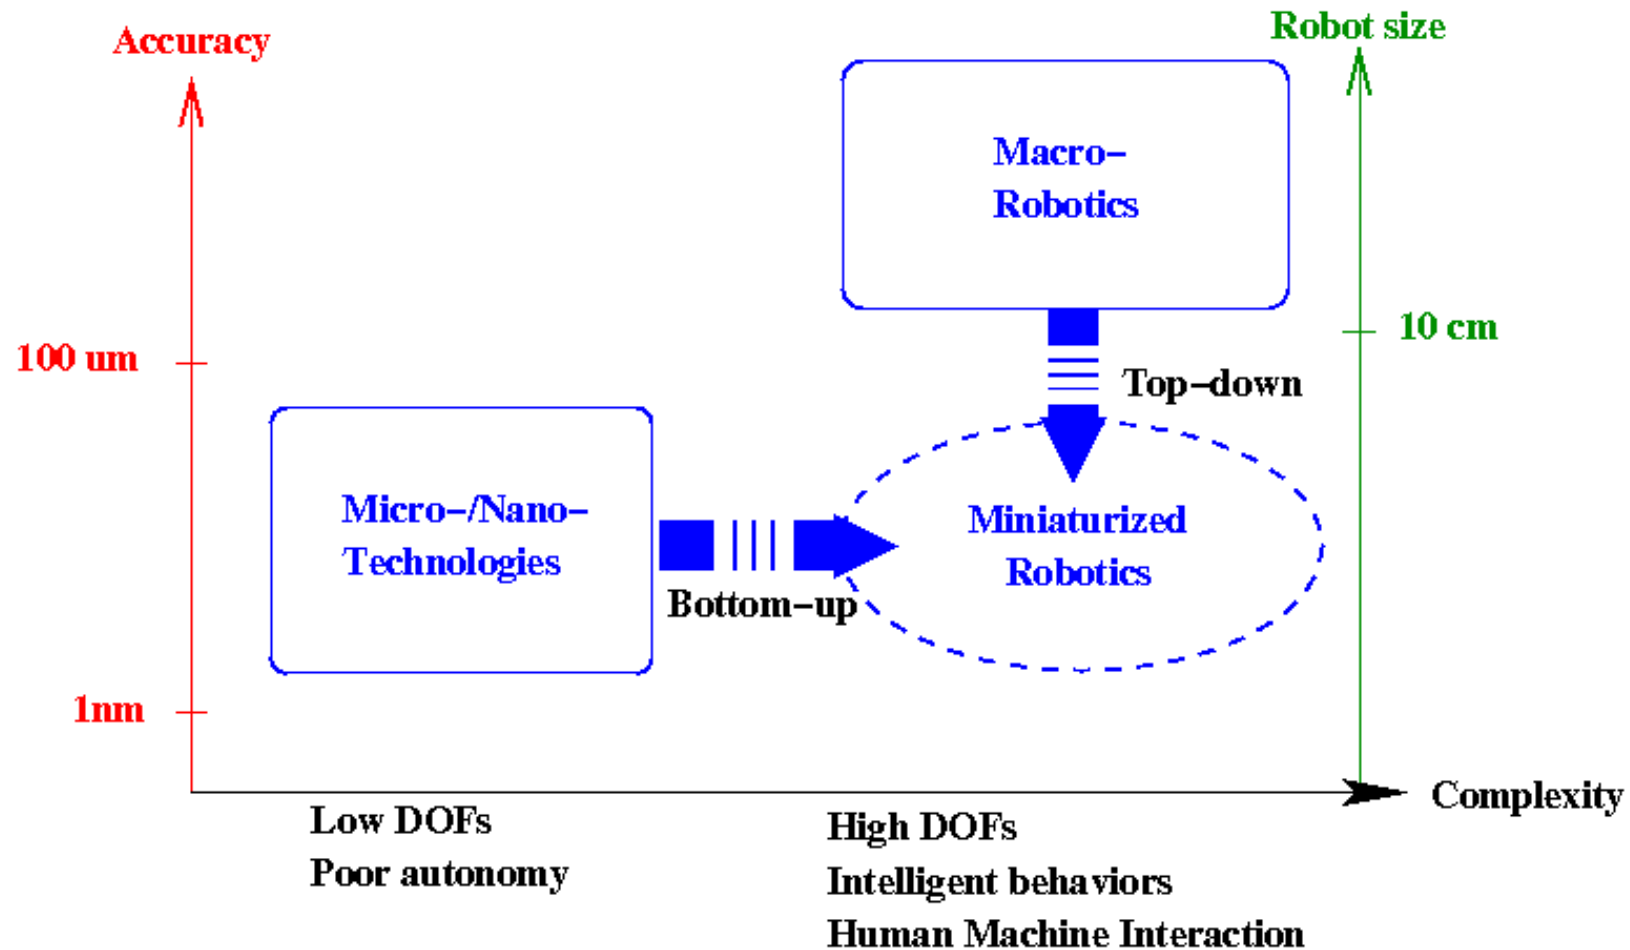 Accuracy
Robot size
Macro-
Robotics
10 cm
100 um
Top-down
Micro-/Nano-
Technologies
Miniaturized
Robotics
Bottom-up
1nm
Complexity
Low DOFs
Poor autonomy
High DOFs
Intelligent behaviors
Human Machine Interaction